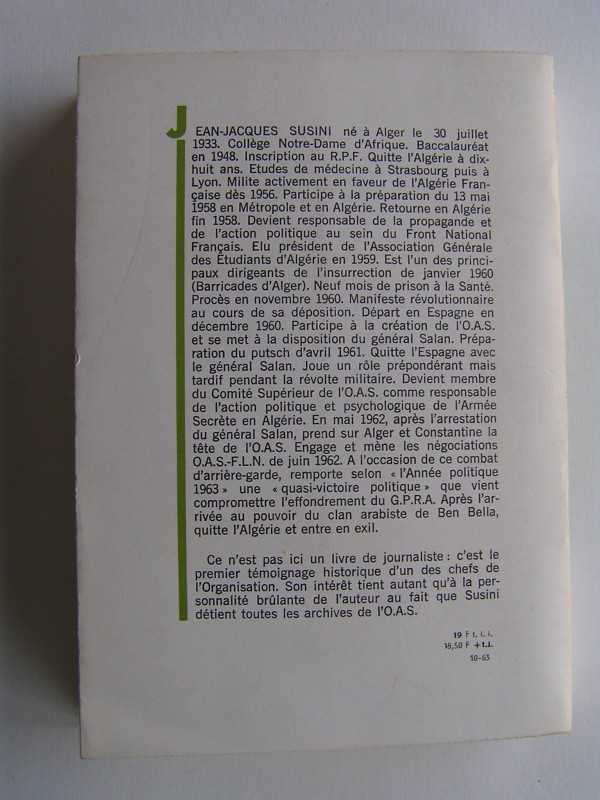 JEAN-JACQUES SUSINI né à Alger le 30 juillet
1933. Collège Notre-Dame d'Afrique. Baccalauréat
en 1948. Inscription au R.P.F. Quitte l'Algérie à dix-
huit ans. Etudes de médecine à Strasbourg puis à
Lyon. Milite activement en faveur de l'Algérie Fran-
çaise dès 1956. Participe à la préparation du 13 mai
1958 en Métropole et en Algérie. Retourne en Algérie
fin 1958. Devient responsable de la propagande et
de l'action politique au sein du Front National
Français. Elu président de l'Association Générale
des Etudiants d'Algérie en 1959. Est l'un des princi-
paux dirigeants de l'insurrection de janvier 1960
(Barricades d'Alger). Neuf mois de prison à la Santé.
Procès en novembre 1960. Manifeste révolutionnaire
au cours de sa déposition. Départ en Espagne en
décembre 1960. Participe à la création de l'O.A.S.
et se met à la disposition du général Salan. Prépa-
ration du putsch d'avril 1961. Quitte l'Espagne avec
le général Salan. Joue un rôle prépondérant mais
tardif pendant la révolte militaire. Devient membre
du Comité Supérieur de l'O.A.S. comme responsable
de l'action politique et psychologique de l'Armée
Secrète en Algérie. En mai 1962, après l'arrestation
du général Salan, prend sur Alger et Constantine la
tête de l'O.A.S. Engage et mène les négociations
O.A.S.-F.L.N. de juin 1962. A l'occasion de ce combat
d'arrière-garde, remporte selon « l'Année politique
1963 » une « quasi-victoire politique » que vient
compromettre l'effondrement du G.P.R.A. Après l'ar-
rivée au pouvoir du clan arabiste de Ben Bella,
quitte l'Algérie et entre en exil.
Ce n'est pas ici un livre de journaliste : c'est le
premier témoignage historique d'un des chefs de
l'Organisation. Son intérêt tient autant qu'à la per-
sonnalité brûlante de l'auteur au fait que Susini
détient toutes les archives de l'O.A.S.
19 F t. l. i.
18,50 F + t.l.
10-63